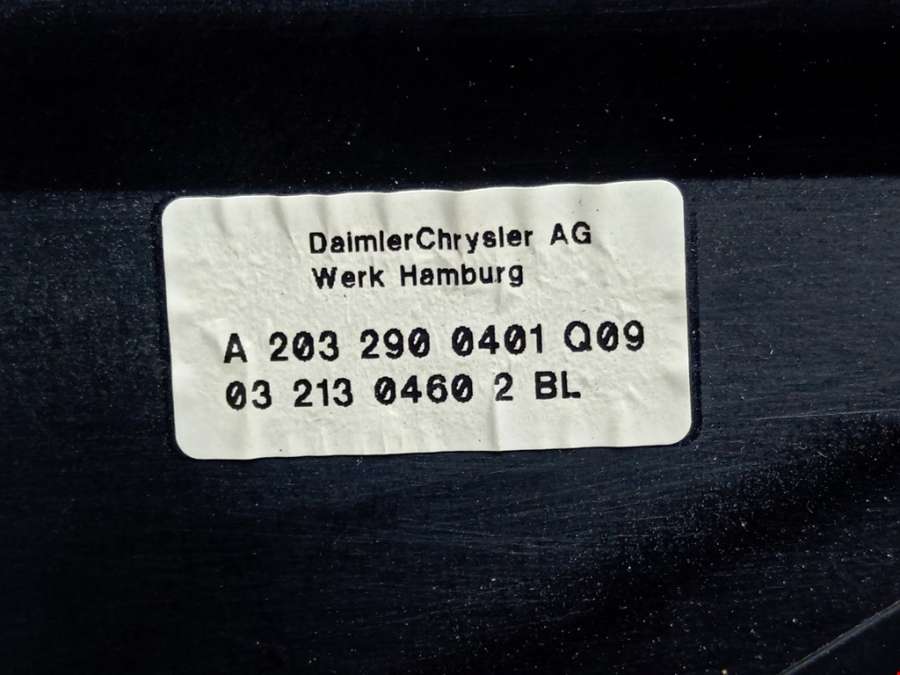 DaimlerChrysler AG
Werk Hamburg
A 203 290 0401 Q09
03 213 0460 2 BL